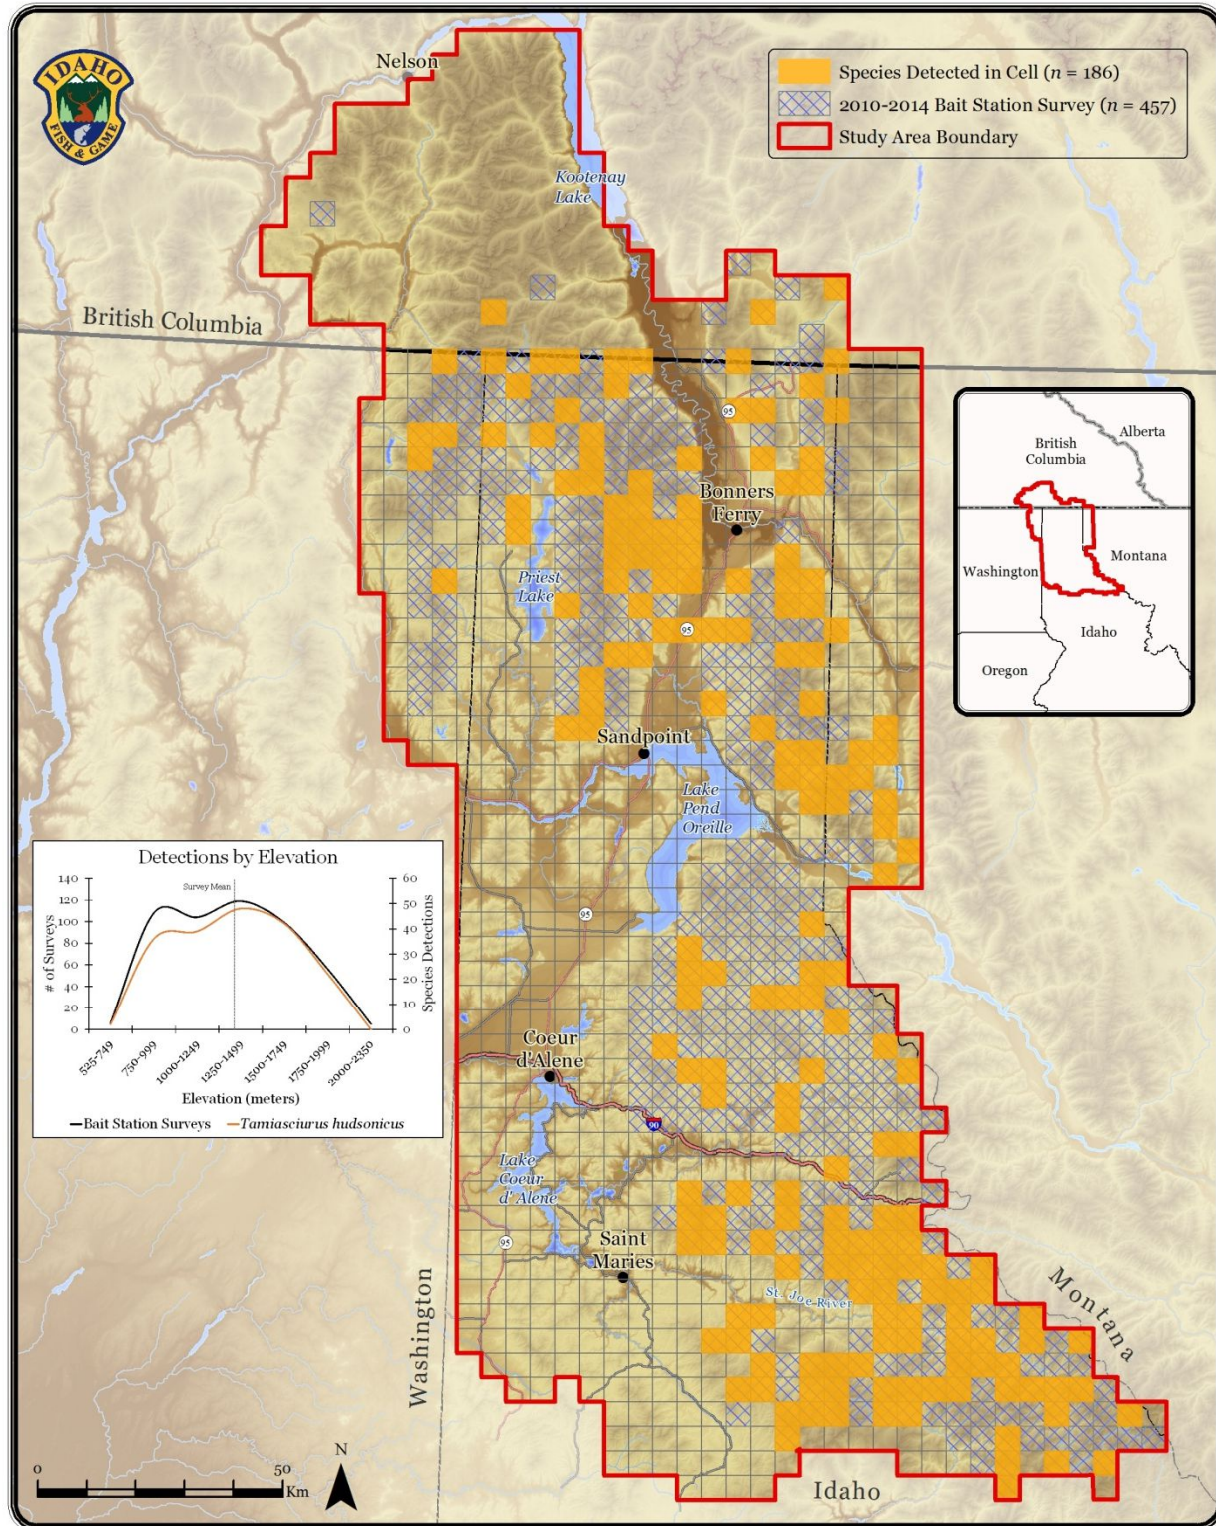 IDAHO
FISH & GAME
Nelson
Species Detected in Cell (n = 186)
2010-2014 Bait Station Survey (n = 457)
Study Area Boundary
Kootenay
Lake
British Columbia
95
Bonners
Ferry
Priest
Lake
95
Alberta
British
Columbia
Washington
Montana
Idaho
Oregon
Sandpoint
Lake
Pend
Oreille
Detections by Elevation
Survey Mean
140
120
100
80
60
40
20
0
# of Surveys
60
50
40
30
20
10
0
Species Detections
525-749
750-999
1000-1249
1250-1499
1500-1749
1750-1999
2000-2350
Elevation (meters)
Bait Station Surveys
Tamiasciurus hudsonicus
95
Coeur
d'Alene
90
Lake
Coeur
d'Alene
95
Saint
Maries
St. Joe River
Washington
Montana
Idaho
0
50
Km
N